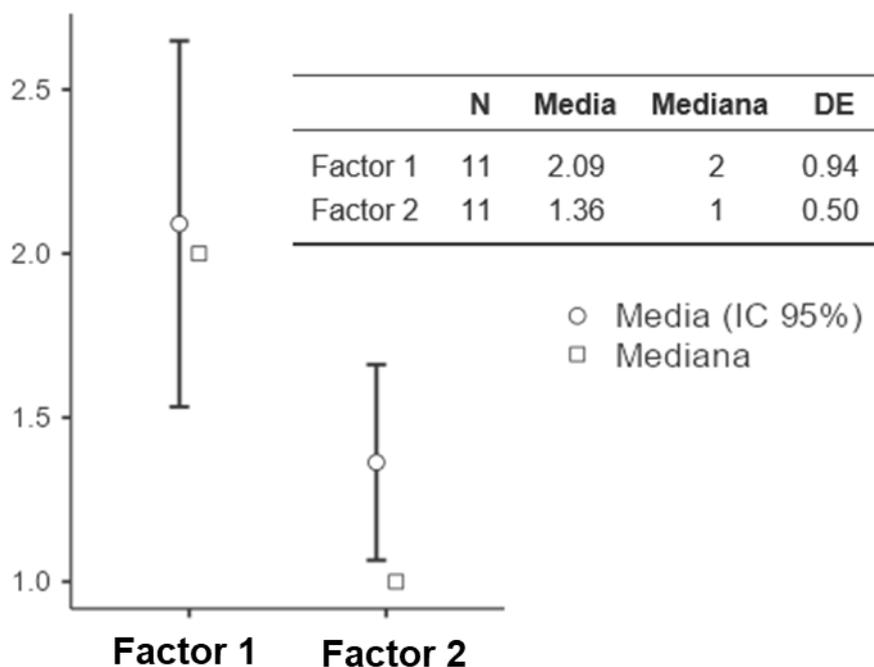 2.5
2.0
1.5
1.0
Factor 1 Factor 2
N Media Mediana DE
Factor 1 11 2.09 2 0.94
Factor 2 11 1.36 1 0.50
Media (IC 95%)
Mediana